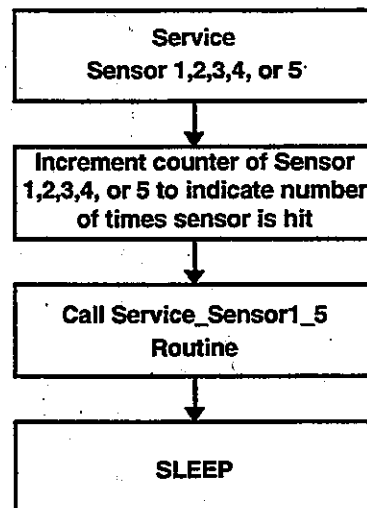 Service
Sensor 1,2,3,4, or 5
Increment counter of Sensor
1,2,3,4, or 5 to indicate number
of times sensor is hit
Call Service_Sensor1_5
Routine
SLEEP